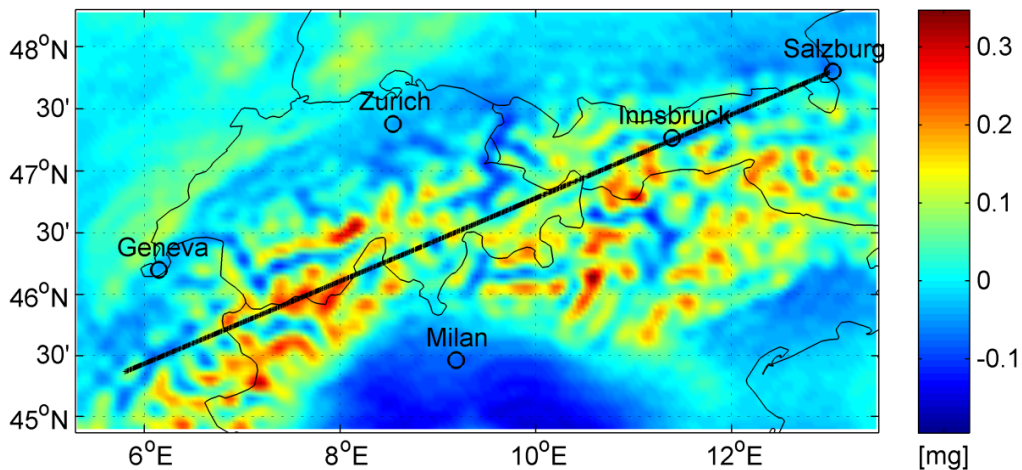 48°N
30'
47°N
30'
46°N
30'
45°N
6°E
8°E
10°E
12°E
Salzburg
Zurich
Innsbruck
Geneva
Milan
0.3
0.2
0.1
0
-0.1
[mg]